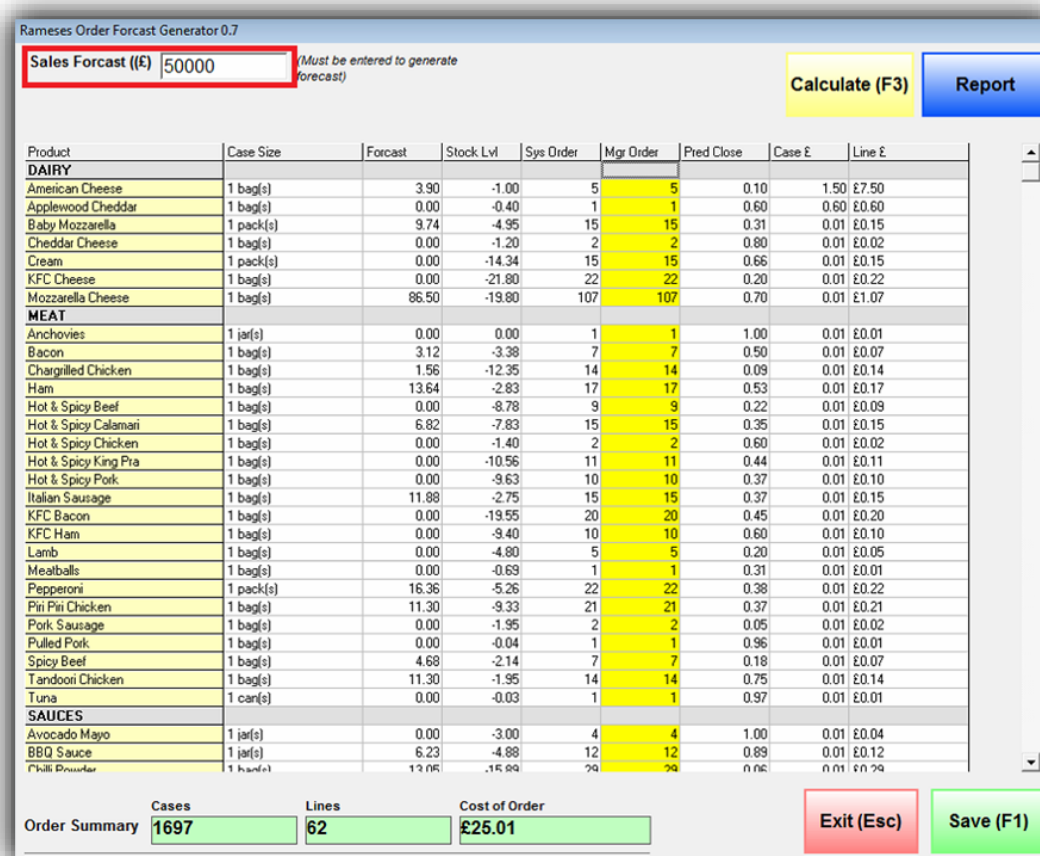 Rameses Order Forcast Generator 0.7
Sales Forcast ((£) 50000 (Must be entered to generate
forecast)
Calculate (F3) Report
Product Case Size Forcast Stock Lvl Sys Order Mgr Order Pred Close Case £ Line £
DAIRY
American Cheese 1 bag(s) 3.90 -1.00 5 5 0.10 1.50 £7.50
Applewood Cheddar 1 bag(s) 0.00 -0.40 1 1 0.60 0.60 £0.60
Baby Mozzarella 1 pack(s) 9.74 -4.95 15 15 0.31 0.01 £0.15
Cheddar Cheese 1 bag(s) 0.00 -1.20 2 2 0.80 0.01 £0.02
Cream 1 pack(s) 0.00 -14.34 15 15 0.66 0.01 £0.15
KFC Cheese 1 bag(s) 0.00 -21.80 22 22 0.20 0.01 £0.22
Mozzarella Cheese 1 bag(s) 86.50 -19.80 107 107 0.70 0.01 £1.07
MEAT
Anchovies 1 jar(s) 0.00 0.00 1 1 1.00 0.01 £0.01
Bacon 1 bag(s) 3.12 -3.38 7 7 0.50 0.01 £0.07
Chargrilled Chicken 1 bag(s) 1.56 -12.35 14 14 0.09 0.01 £0.14
Ham 1 bag(s) 13.64 -2.83 17 17 0.53 0.01 £0.17
Hot & Spicy Beef 1 bag(s) 0.00 -8.78 9 9 0.22 0.01 £0.09
Hot & Spicy Calamari 1 bag(s) 6.82 -7.83 15 15 0.35 0.01 £0.15
Hot & Spicy Chicken 1 bag(s) 0.00 -1.40 2 2 0.60 0.01 £0.02
Hot & Spicy King Pra 1 bag(s) 0.00 -10.56 11 11 0.44 0.01 £0.11
Hot & Spicy Pork 1 bag(s) 0.00 -9.63 10 10 0.37 0.01 £0.10
Italian Sausage 1 bag(s) 11.88 -2.75 15 15 0.37 0.01 £0.15
KFC Bacon 1 bag(s) 0.00 -19.55 20 20 0.45 0.01 £0.20
KFC Ham 1 bag(s) 0.00 -9.40 10 10 0.60 0.01 £0.10
Lamb 1 bag(s) 0.00 -4.80 5 5 0.20 0.01 £0.05
Meatballs 1 bag(s) 0.00 -0.69 1 1 0.31 0.01 £0.01
Pepperoni 1 pack(s) 16.36 -5.26 22 22 0.38 0.01 £0.22
Piri Piri Chicken 1 bag(s) 11.30 -9.33 21 21 0.37 0.01 £0.21
Pork Sausage 1 bag(s) 0.00 -1.95 2 2 0.05 0.01 £0.02
Pulled Pork 1 bag(s) 0.00 -0.04 1 1 0.96 0.01 £0.01
Spicy Beef 1 bag(s) 4.68 -2.14 7 7 0.18 0.01 £0.07
Tandoori Chicken 1 bag(s) 11.30 -1.95 14 14 0.75 0.01 £0.14
Tuna 1 can(s) 0.00 -0.03 1 1 0.97 0.01 £0.01
SAUCES
Avocado Mayo 1 jar(s) 0.00 -3.00 4 4 1.00 0.01 £0.04
BBQ Sauce 1 jar(s) 6.23 -4.88 12 12 0.89 0.01 £0.12
Chilli Powder 1 bag(s) 13.05 -15.89 29 29 0.06 0.01 £0.29
Cases Lines Cost of Order
Order Summary 1697 62 £25.01
Exit (Esc) Save (F1)